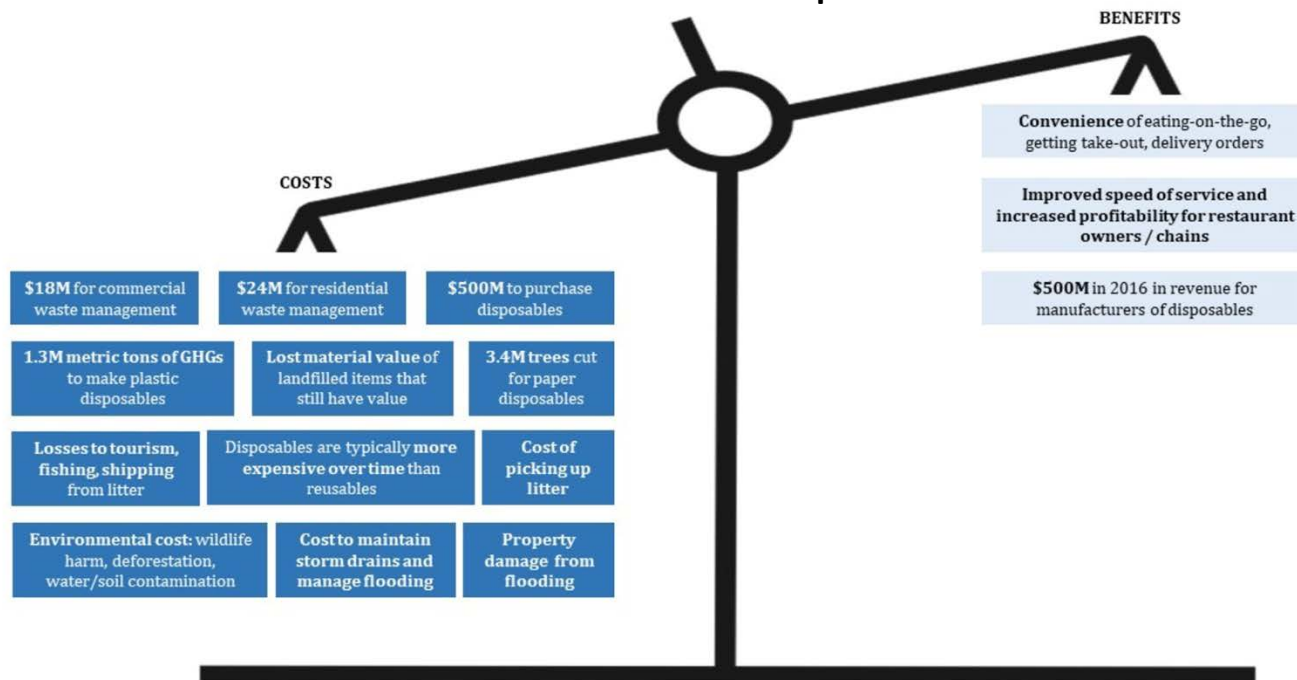 BENEFITS
Convenience of eating-on-the-go,
getting take-out, delivery orders
Improved speed of service and
increased profitability for restaurant
owners / chains
$500M in 2016 in revenue for
manufacturers of disposables
COSTS
$18M for commercial
waste management
$24M for residential
waste management
$500M to purchase
disposables
1.3M metric tons of GHGs
to make plastic
disposables
Lost material value of
landfilled items that
still have value
3.4M trees cut
for paper
disposables
Losses to tourism,
fishing, shipping
from litter
Disposables are typically more
expensive over time than
reusables
Cost of
picking up
litter
Environmental cost: wildlife
harm, deforestation,
water/soil contamination
Cost to maintain
storm drains and
manage flooding
Property
damage from
flooding